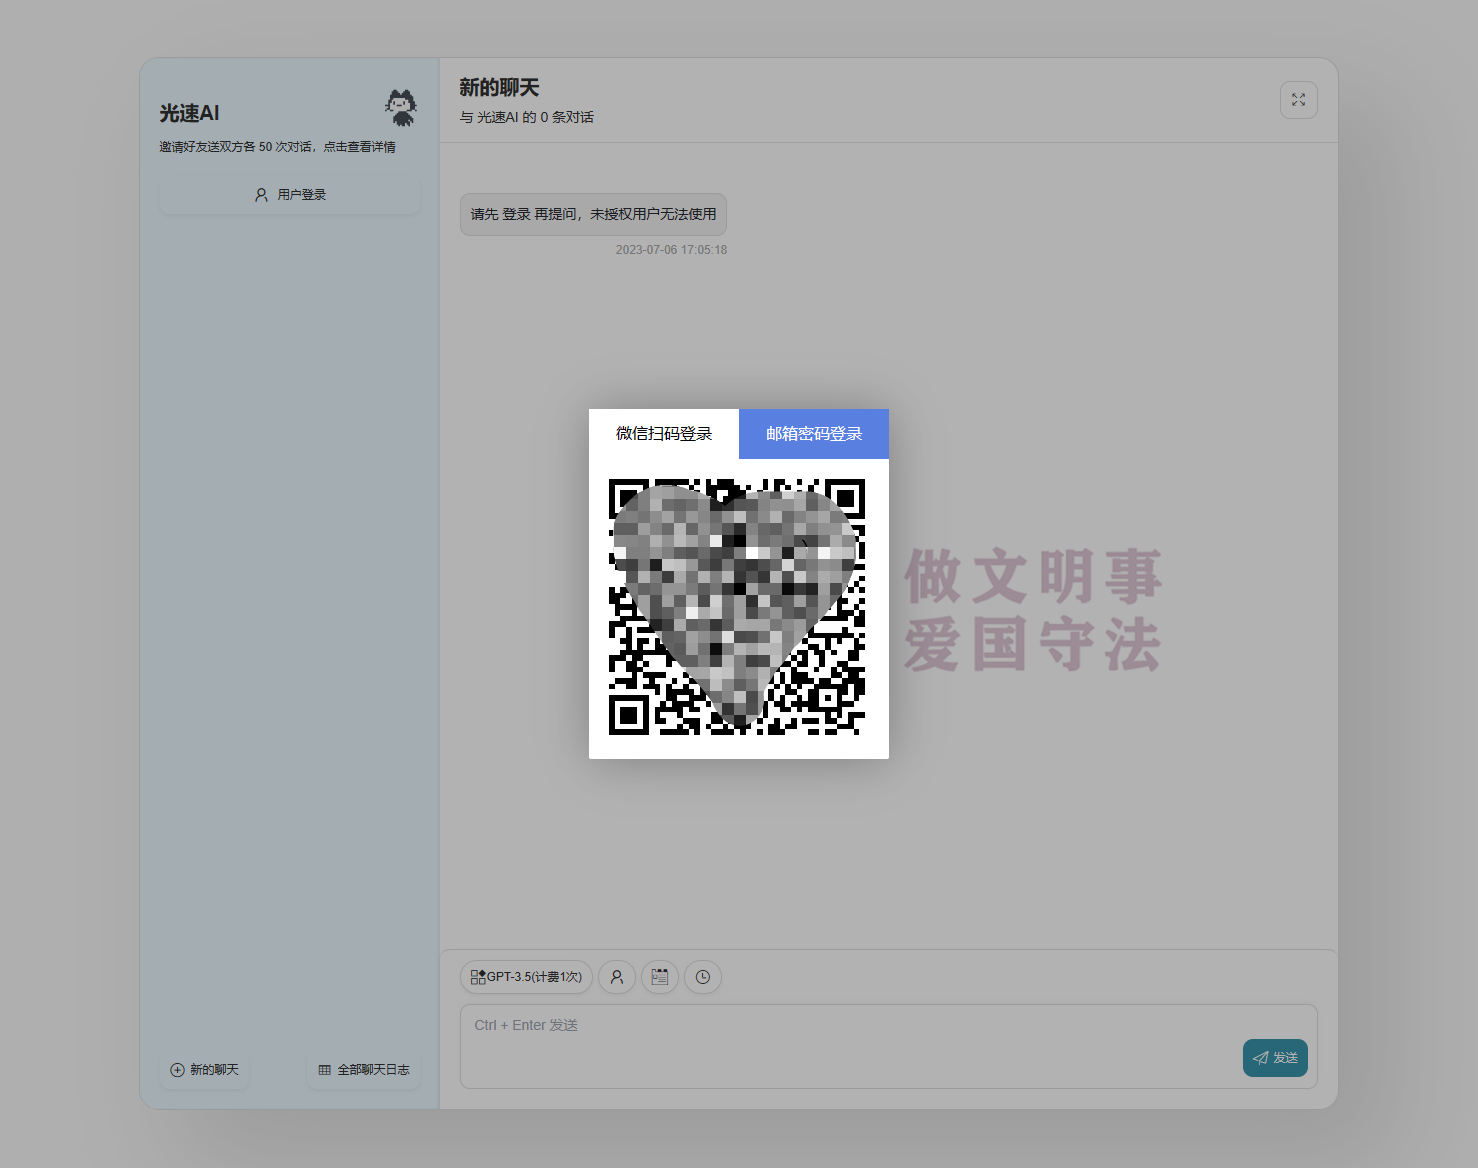 光速AI
邀请好友送双方各 50 次对话，点击查看详情
用户登录
新的聊天
与 光速AI 的 0 条对话
请先 登录 再提问，未授权用户无法使用
2023-07-06 17:05:18
微信扫码登录
邮箱密码登录
做文明事
爱国守法
GPT-3.5(计费1次)
Ctrl + Enter 发送
发送
新的聊天
全部聊天日志